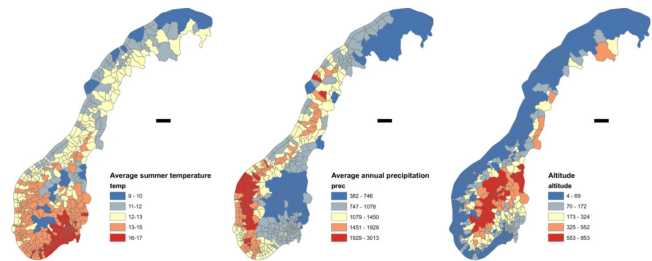 Average summer temperature
temp
9 - 10
11-12
12-13
13-15
16-17
Average annual precipitation
prec
382 - 746
747 - 1078
1079 - 1450
1451 - 1928
1929 - 3013
Altitude
altitude
4 - 69
70 - 172
173 - 324
325 - 552
553 - 853